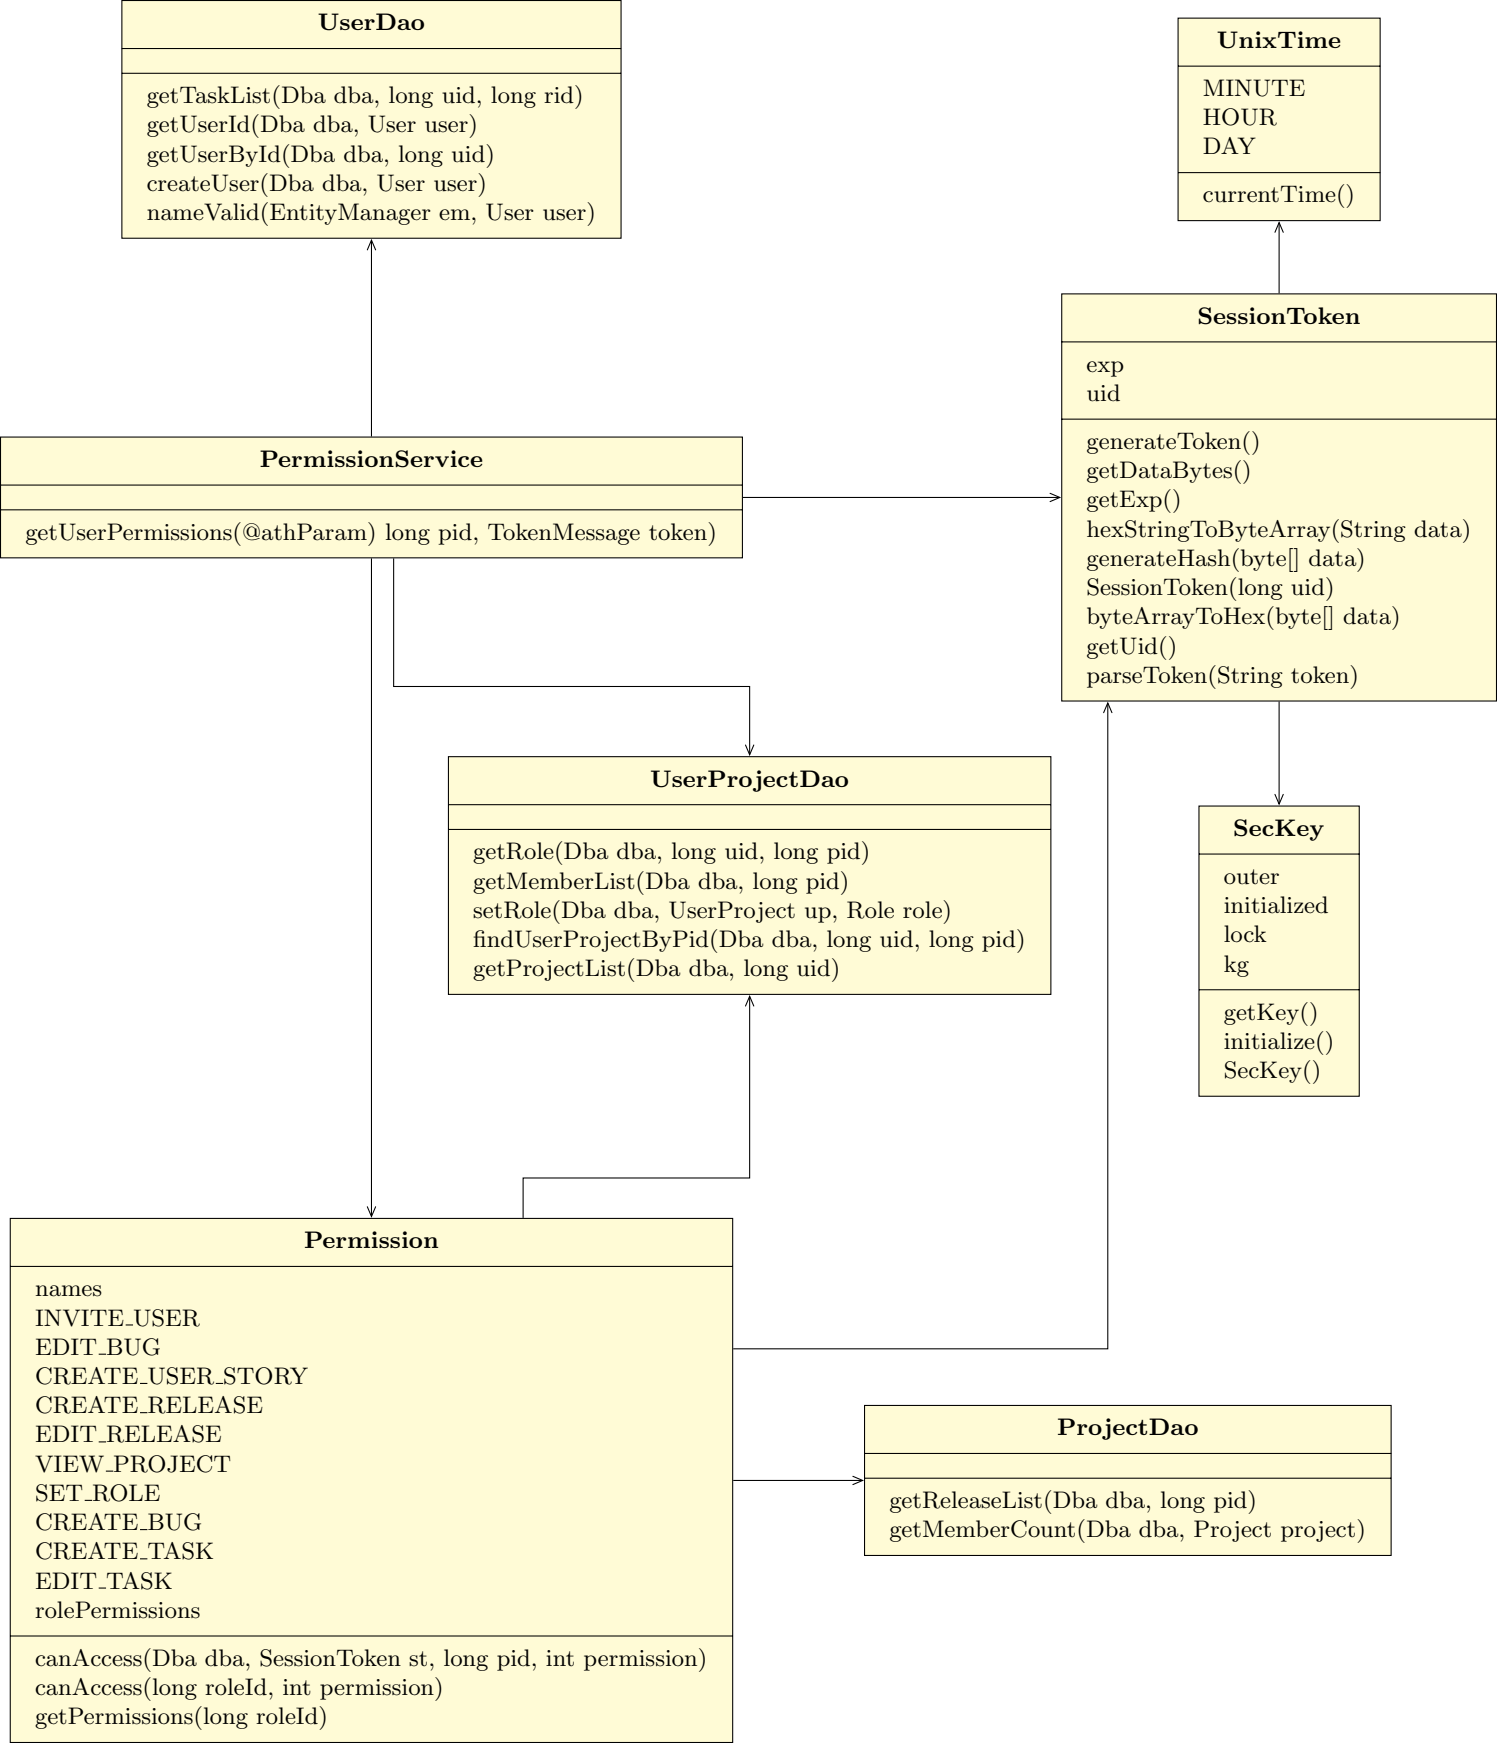 UserDao
getTaskList(Dba dba, long uid, long rid)
getUserId(Dba dba, User user)
getUserById(Dba dba, long uid)
createUser(Dba dba, User user)
nameValid(EntityManager em, User user)
UnixTime
MINUTE
HOUR
DAY
currentTime()
SessionToken
exp
uid
generateToken()
getDataBytes()
getExp()
hexStringToByteArray(String data)
generateHash(byte[] data)
SessionToken(long uid)
byteArrayToHex(byte[] data)
getUid()
parseToken(String token)
PermissionService
getUserPermissions(@athParam) long pid, TokenMessage token)
UserProjectDao
getRole(Dba dba, long uid, long pid)
getMemberList(Dba dba, long pid)
setRole(Dba dba, UserProject up, Role role)
findUserProjectByPid(Dba dba, long uid, long pid)
getProjectList(Dba dba, long uid)
SecKey
outer
initialized
lock
kg
getKey()
initialize()
SecKey()
Permission
names
INVITE_USER
EDIT_BUG
CREATE_USER_STORY
CREATE_RELEASE
EDIT_RELEASE
VIEW_PROJECT
SET_ROLE
CREATE_BUG
CREATE_TASK
EDIT_TASK
rolePermissions
canAccess(Dba dba, SessionToken st, long pid, int permission)
canAccess(long roleId, int permission)
getPermissions(long roleId)
ProjectDao
getReleaseList(Dba dba, long pid)
getMemberCount(Dba dba, Project project)